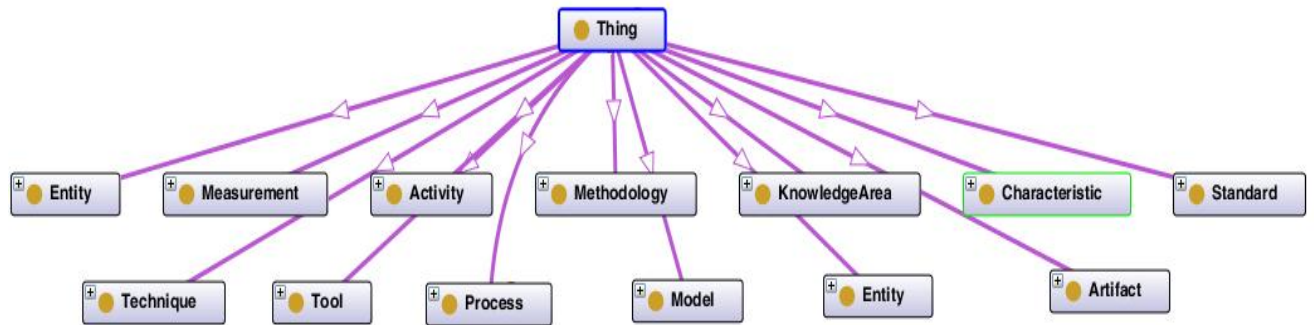 Thing
Entity
Measurement
Activity
Methodology
KnowledgeArea
Characteristic
Standard
Technique
Tool
Process
Model
Entity
Artifact